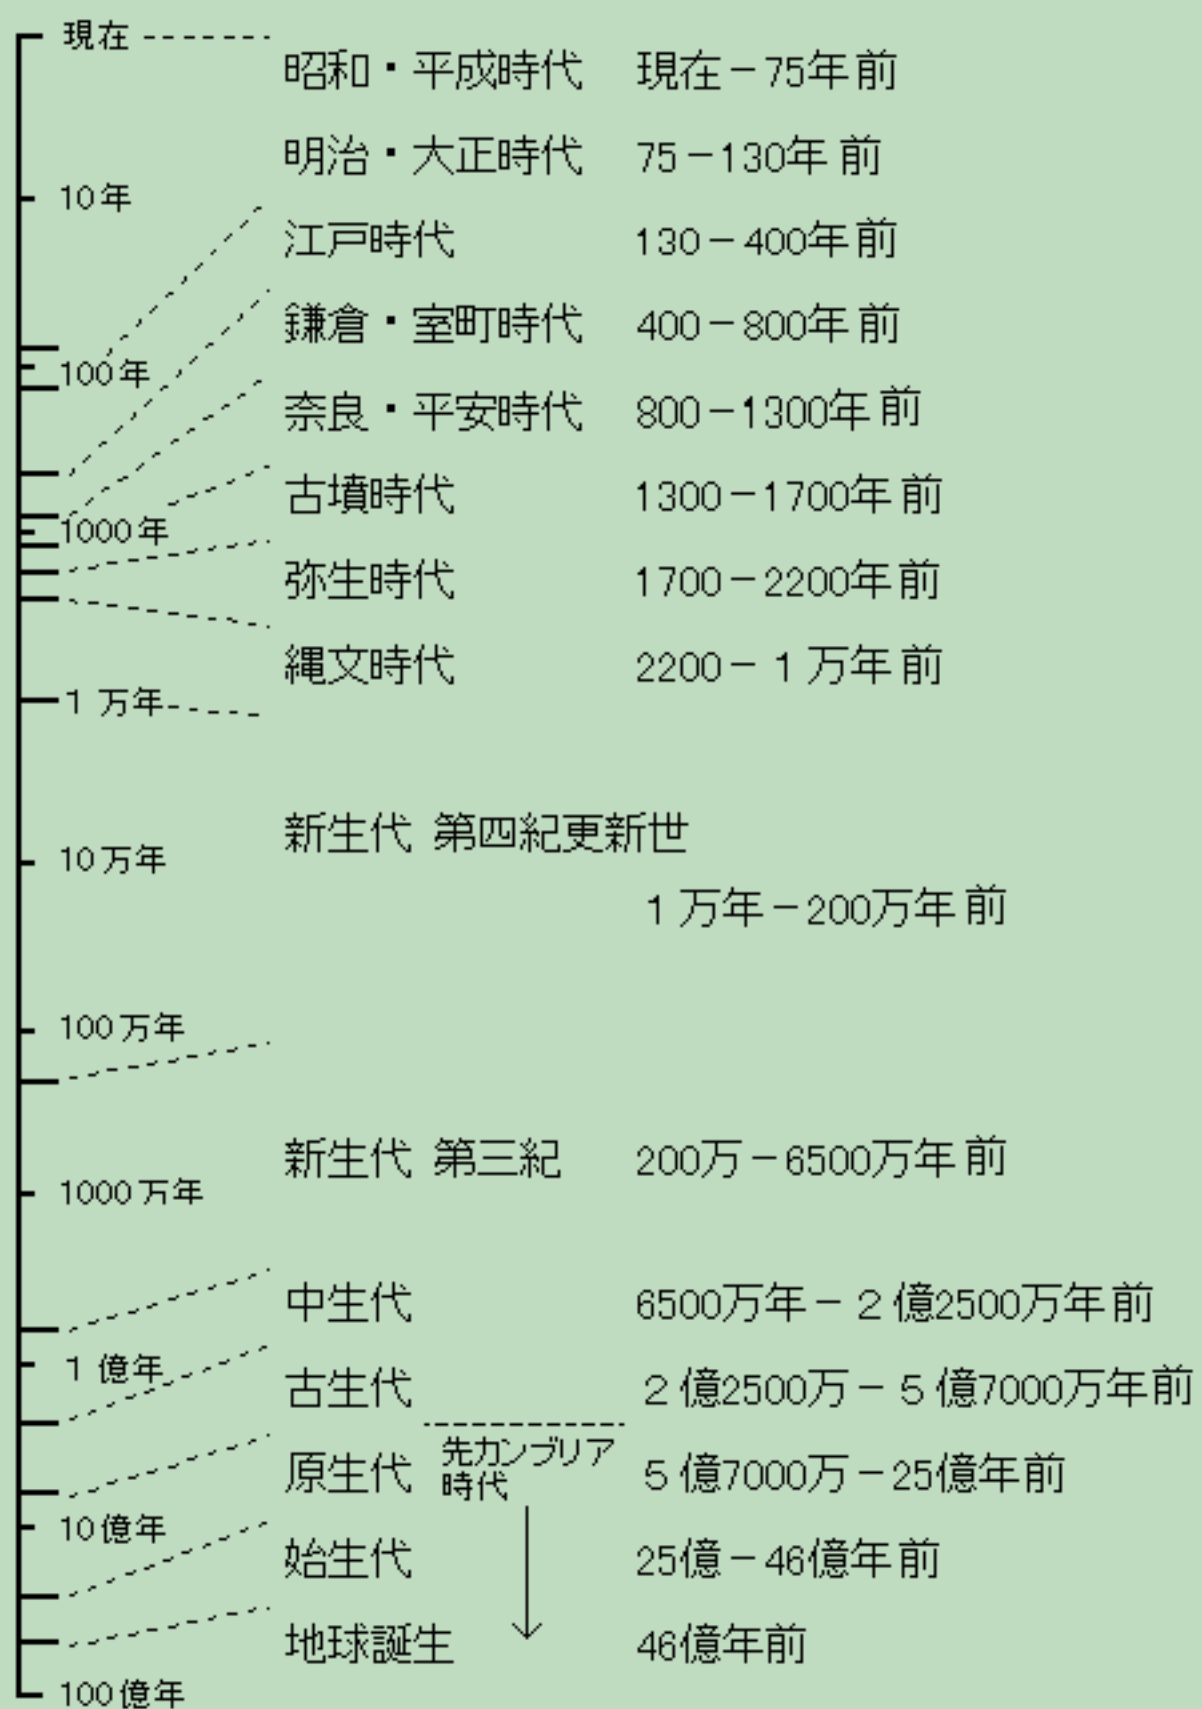 現在
昭和・平成時代 現在－75年前
明治・大正時代 75－130年前
10年
江戸時代 130－400年前
鎌倉・室町時代 400－800年前
100年
奈良・平安時代 800－1300年前
古墳時代 1300－1700年前
1000年
弥生時代 1700－2200年前
縄文時代 2200－1万年前
1万年
新生代 第四紀更新世
10万年
1万年－200万年前
100万年
新生代 第三紀 200万－6500万年前
1000万年
中生代 6500万年－2億2500万年前
1億年
古生代 2億2500万－5億7000万年前
先カンブリア
時代
原生代 5億7000万－25億年前
10億年
始生代 25億－46億年前
地球誕生 46億年前
100億年